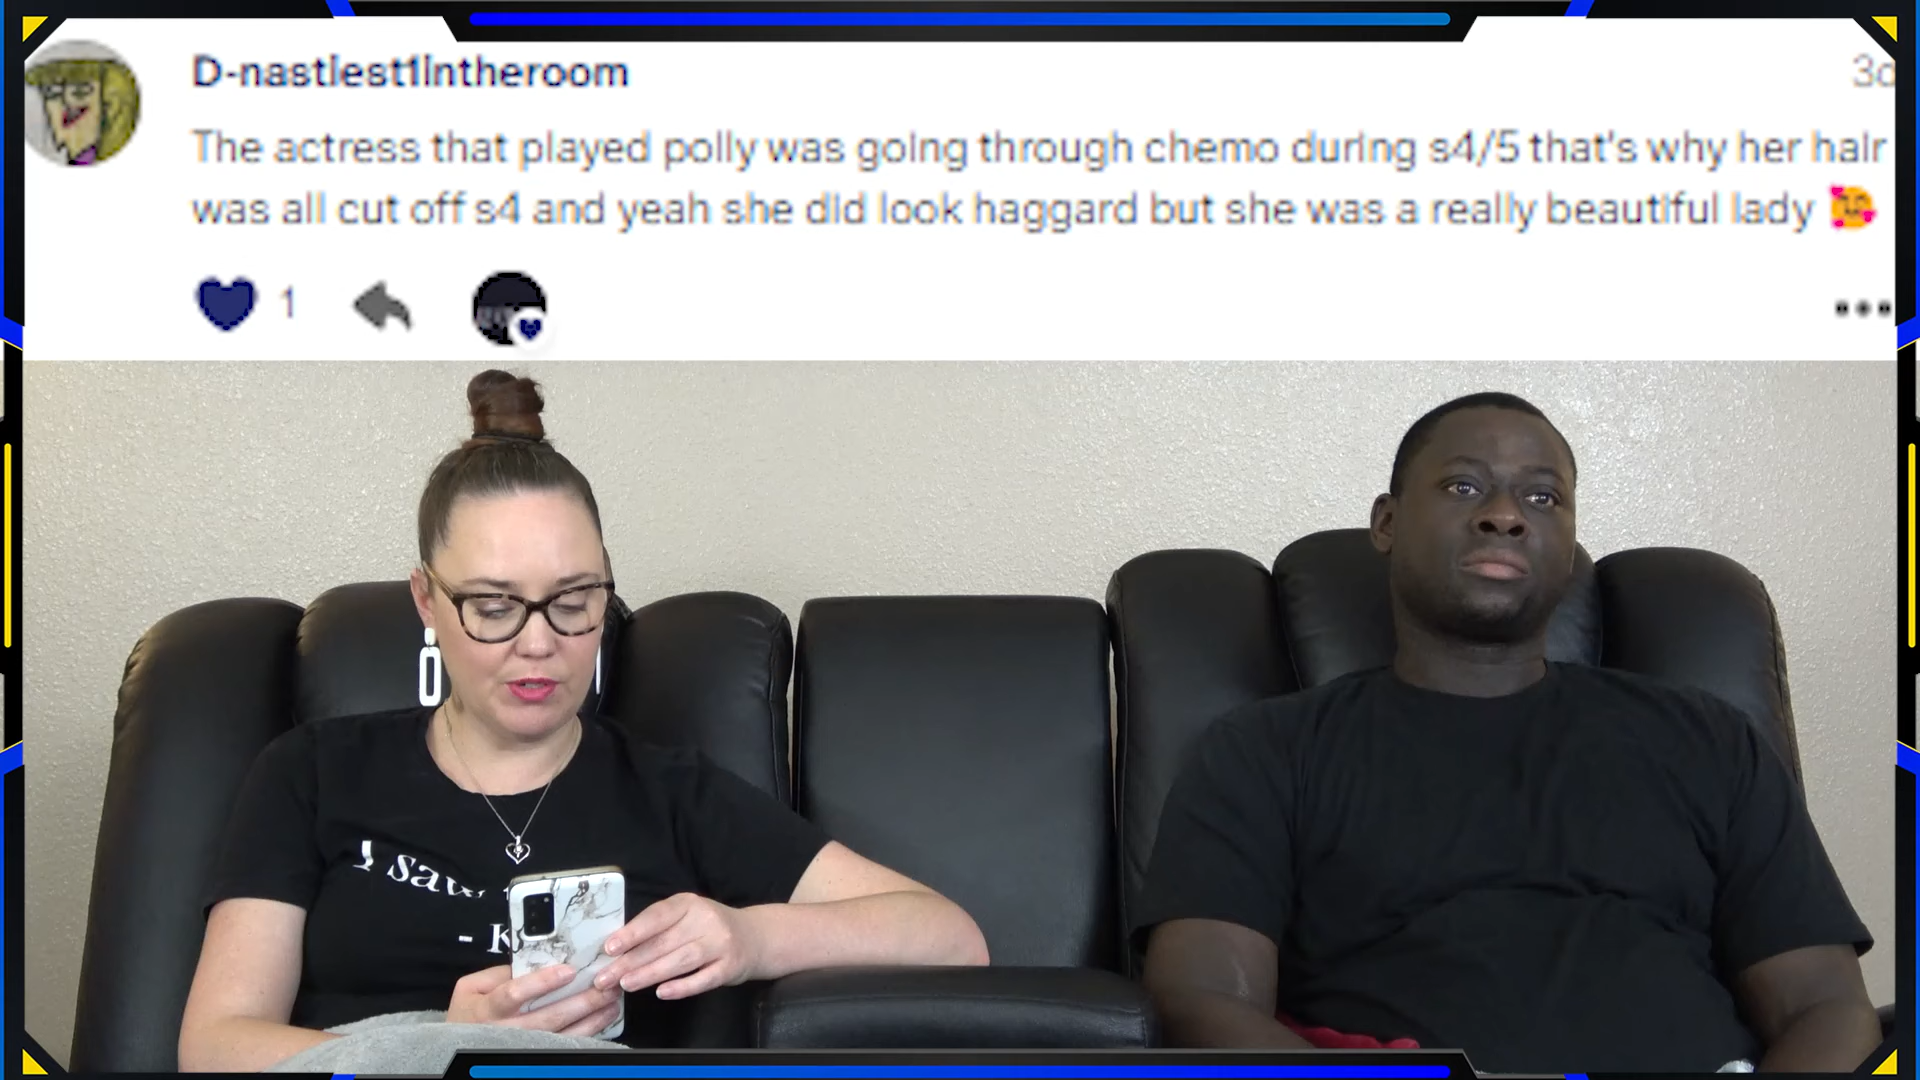 D-nastiest1intheroom
3d
The actress that played polly was going through chemo during s4/5 that's why her hair
was all cut off s4 and yeah she did look haggard but she was a really beautiful lady
1
I saw
- K